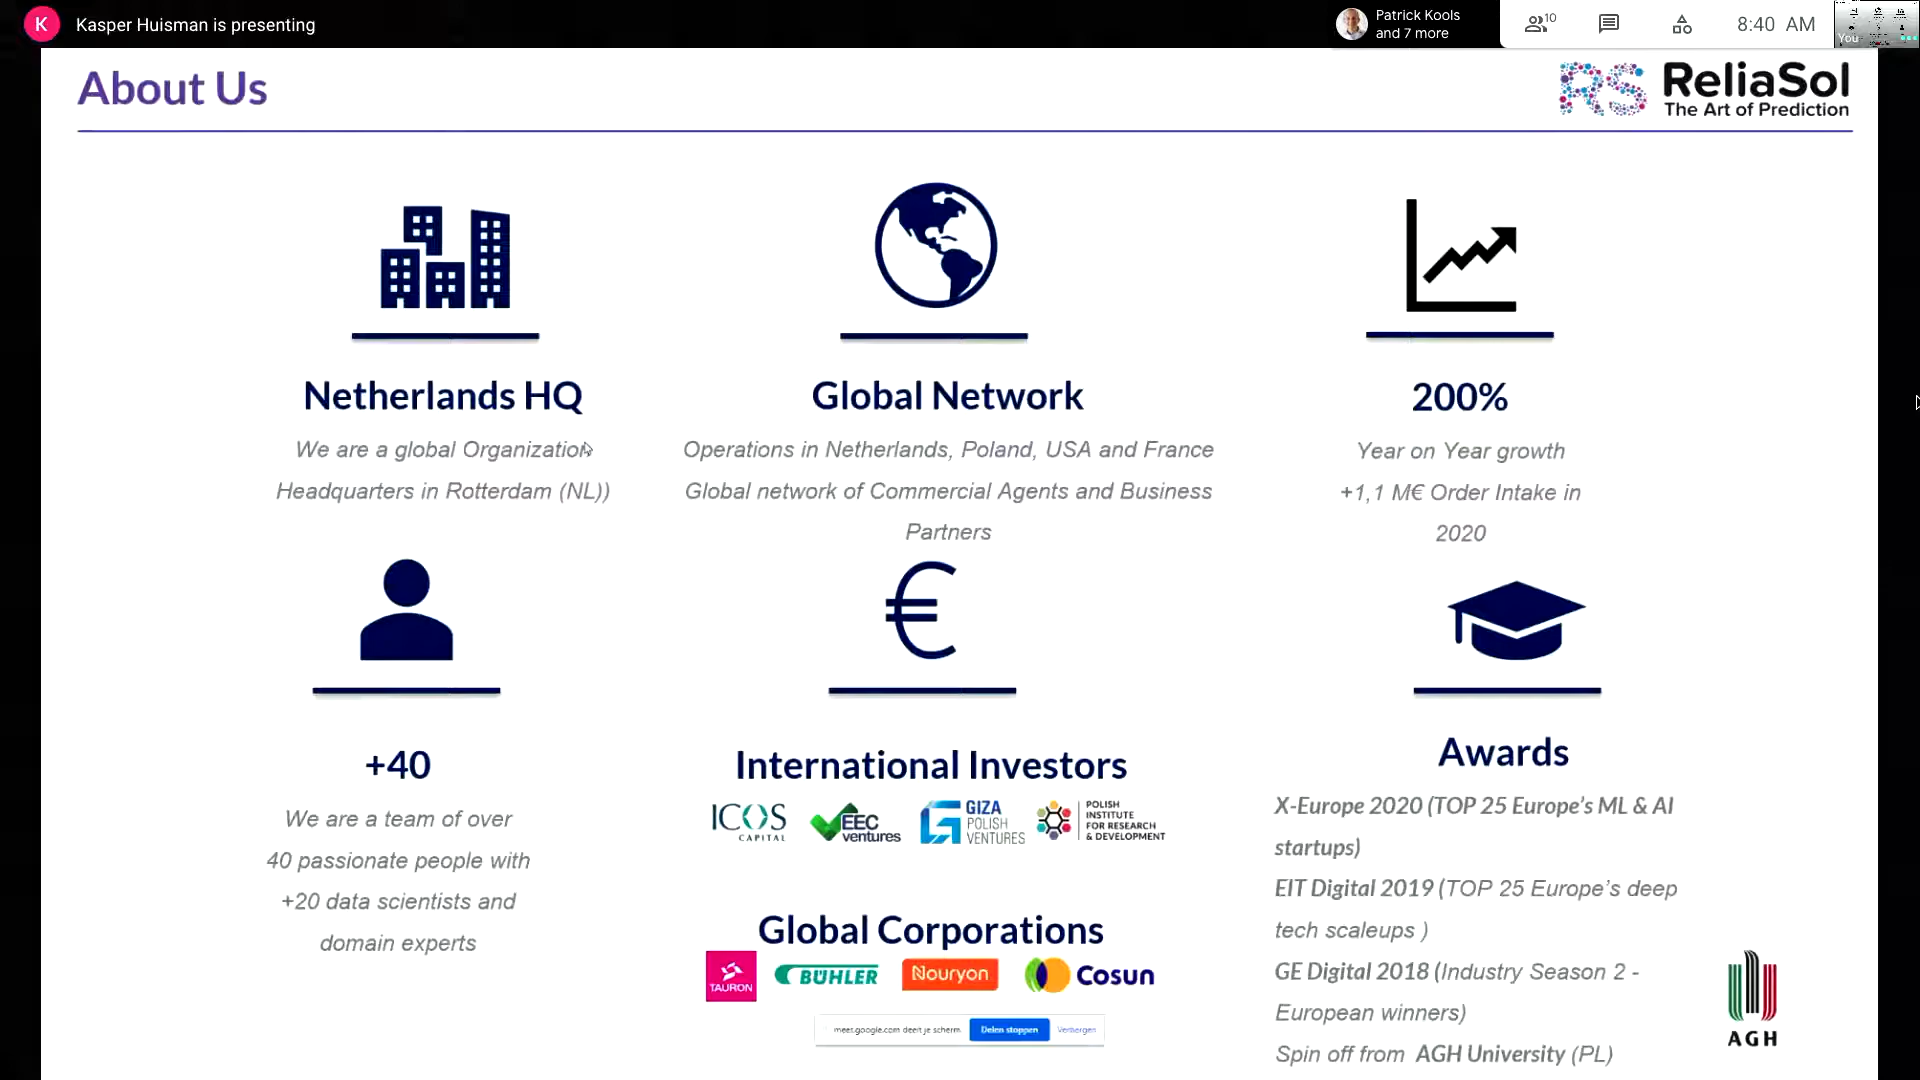 K
Kasper Huisman is presenting
Patrick Kools
and 7 more
10
8:40 AM
You
About Us
RS ReliaSol
The Art of Prediction
Netherlands HQ
We are a global Organization
Headquarters in Rotterdam (NL))
Global Network
Operations in Netherlands, Poland, USA and France
Global network of Commercial Agents and Business
Partners
200%
Year on Year growth
+1,1 M€ Order Intake in
2020
€
+40
We are a team of over
40 passionate people with
+20 data scientists and
domain experts
International Investors
ICOS
CAPITAL
EEC
ventures
GIZA
POLISH
VENTURES
POLISH
INSTITUTE
FOR RESEARCH
& DEVELOPMENT
Global Corporations
TAURON
BÜHLER
Nouryon
Cosun
meet.google.com deelt je scherm.
Delen stoppen
Verbergen
Awards
X-Europe 2020 (TOP 25 Europe's ML & AI
startups)
EIT Digital 2019 (TOP 25 Europe's deep
tech scaleups )
GE Digital 2018 (Industry Season 2 -
European winners)
Spin off from AGH University (PL)
AGH